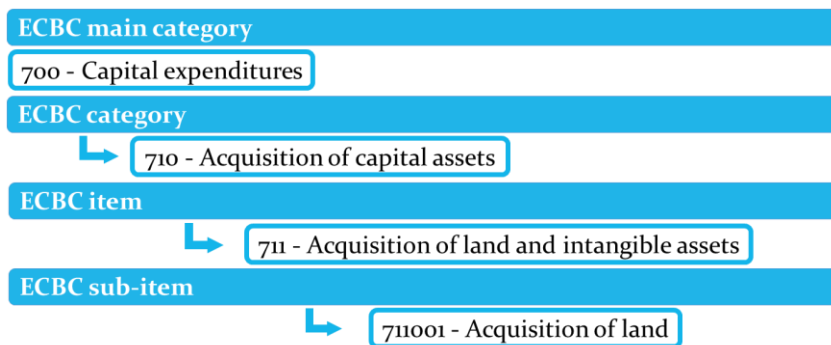 ECBC main category
700 - Capital expenditures
ECBC category
710 - Acquisition of capital assets
ECBC item
711 - Acquisition of land and intangible assets
ECBC sub-item
711001 - Acquisition of land